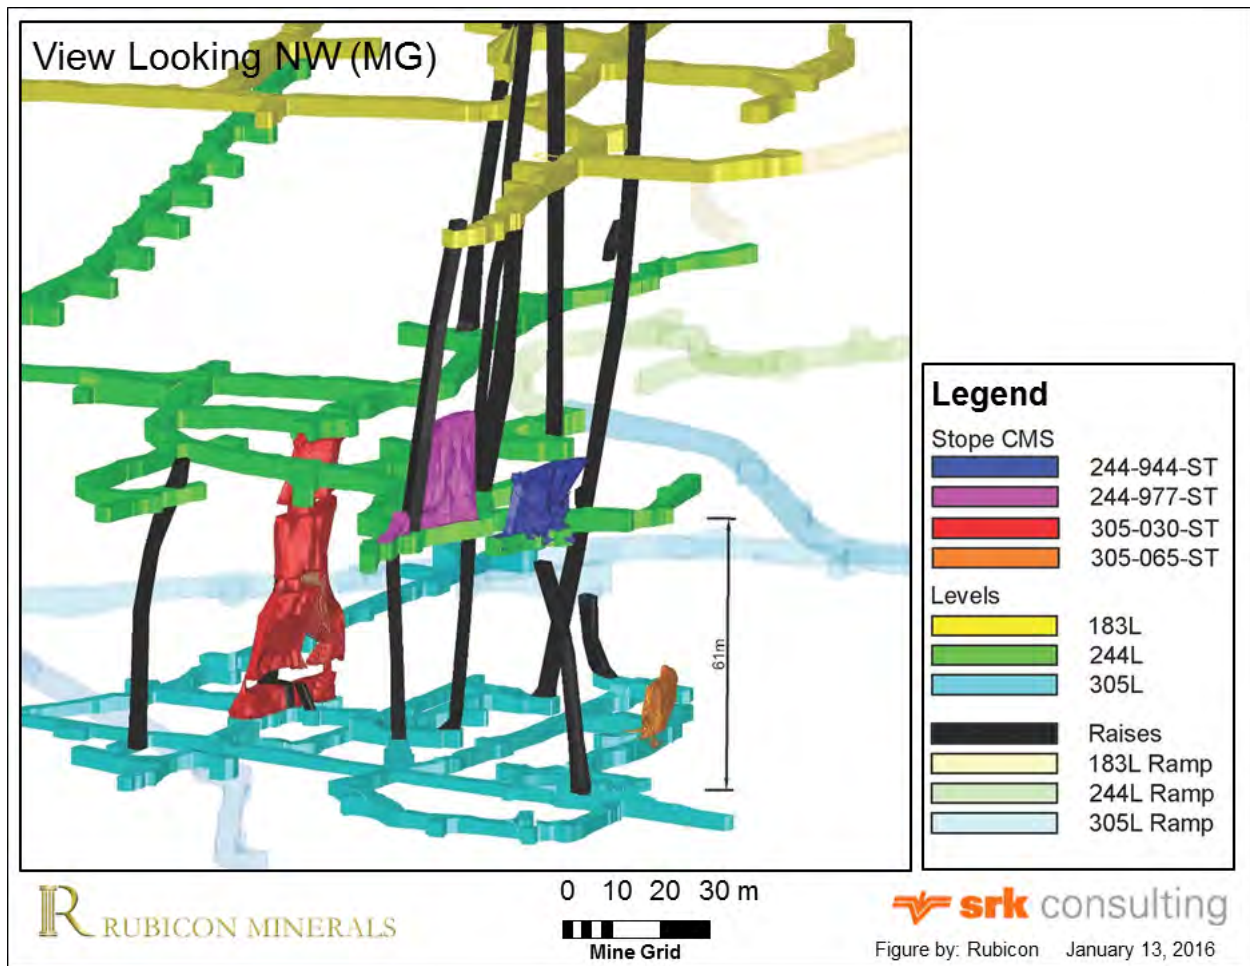 View Looking NW (MG)
61m
Legend
Stope CMS
244-944-ST
244-977-ST
305-030-ST
305-065-ST
Levels
183L
244L
305L
Raises
183L Ramp
244L Ramp
305L Ramp
R RUBICON MINERALS
0 10 20 30 m
Mine Grid
srk consulting
Figure by: Rubicon January 13, 2016